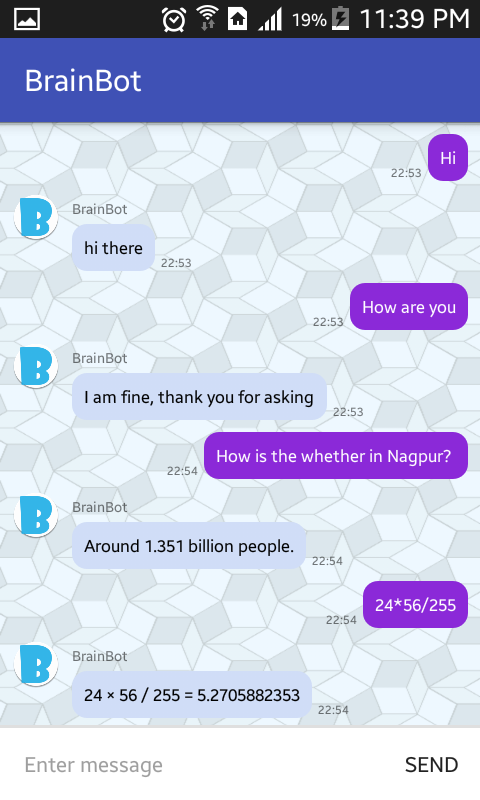 19% 11:39 PM
BrainBot
Hi
22:53
BrainBot
hi there
22:53
How are you
22:53
BrainBot
I am fine, thank you for asking
22:53
How is the whether in Nagpur?
22:54
BrainBot
Around 1.351 billion people.
22:54
24*56/255
22:54
BrainBot
24 × 56 / 255 = 5.2705882353
22:54
Enter message SEND